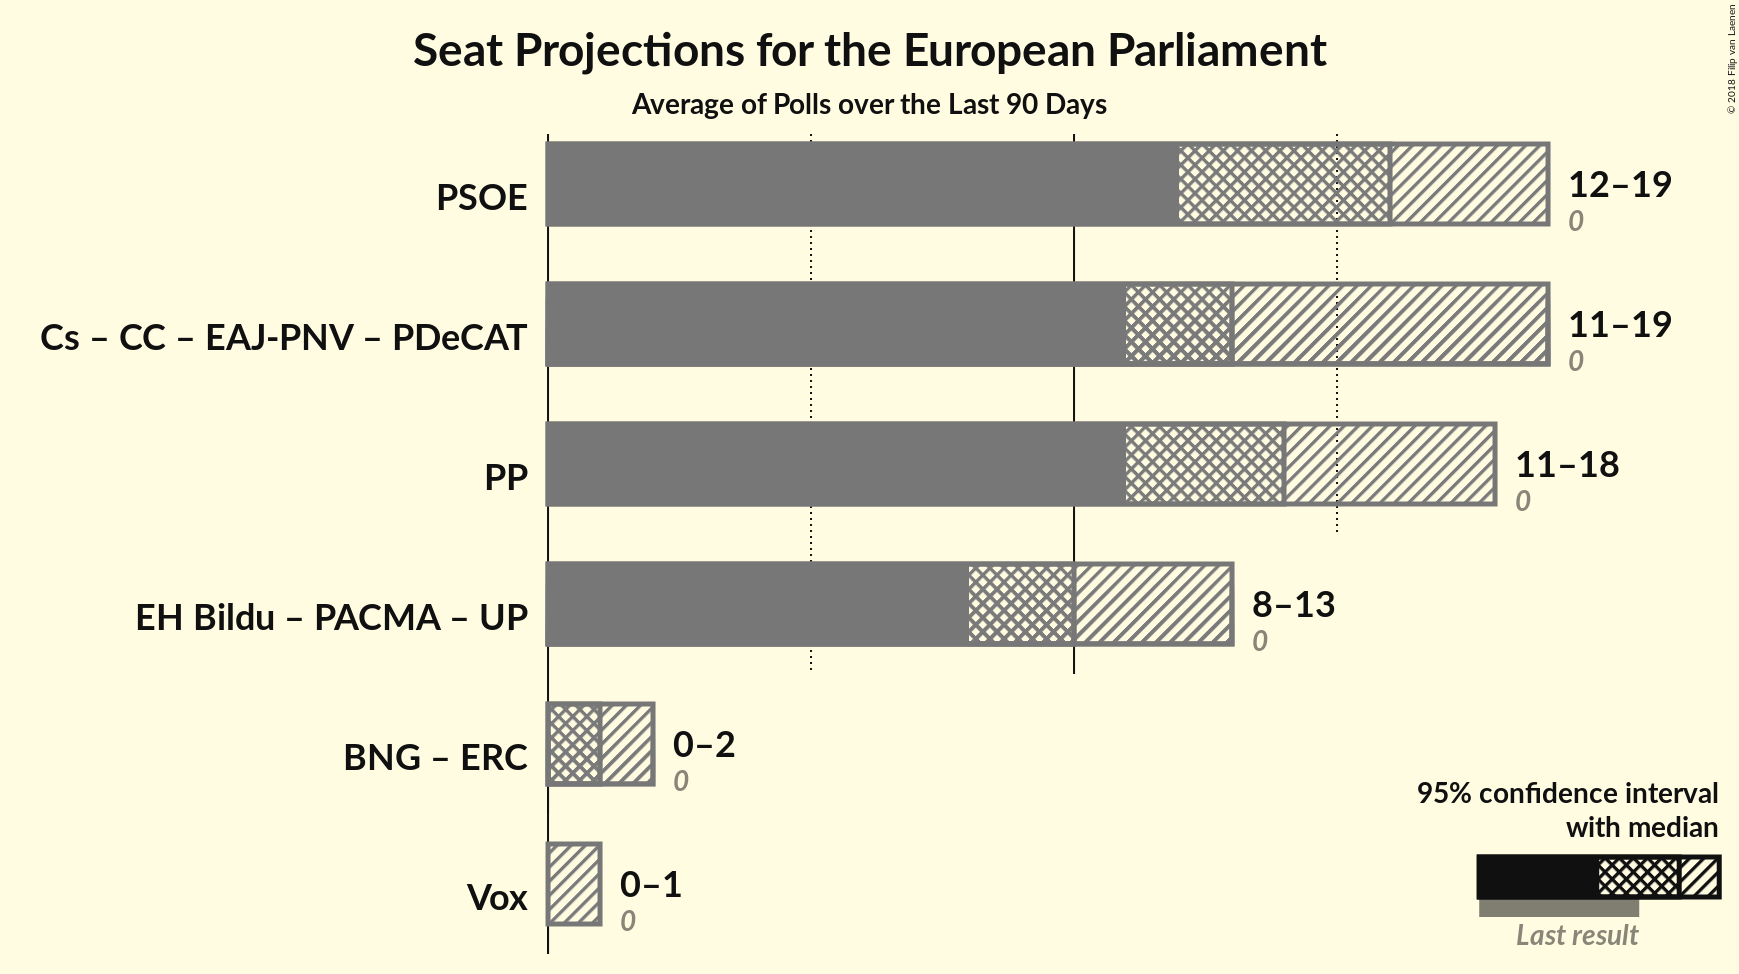 Seat Projections for the European Parliament
Average of Polls over the Last 90 Days
© 2018 Filip van Laenen
PSOE
12–19
0
Cs – CC – EAJ-PNV – PDeCAT
11–19
0
PP
11–18
0
EH Bildu – PACMA – UP
8–13
0
BNG – ERC
0–2
0
Vox
0–1
0
95% confidence interval
with median
Last result